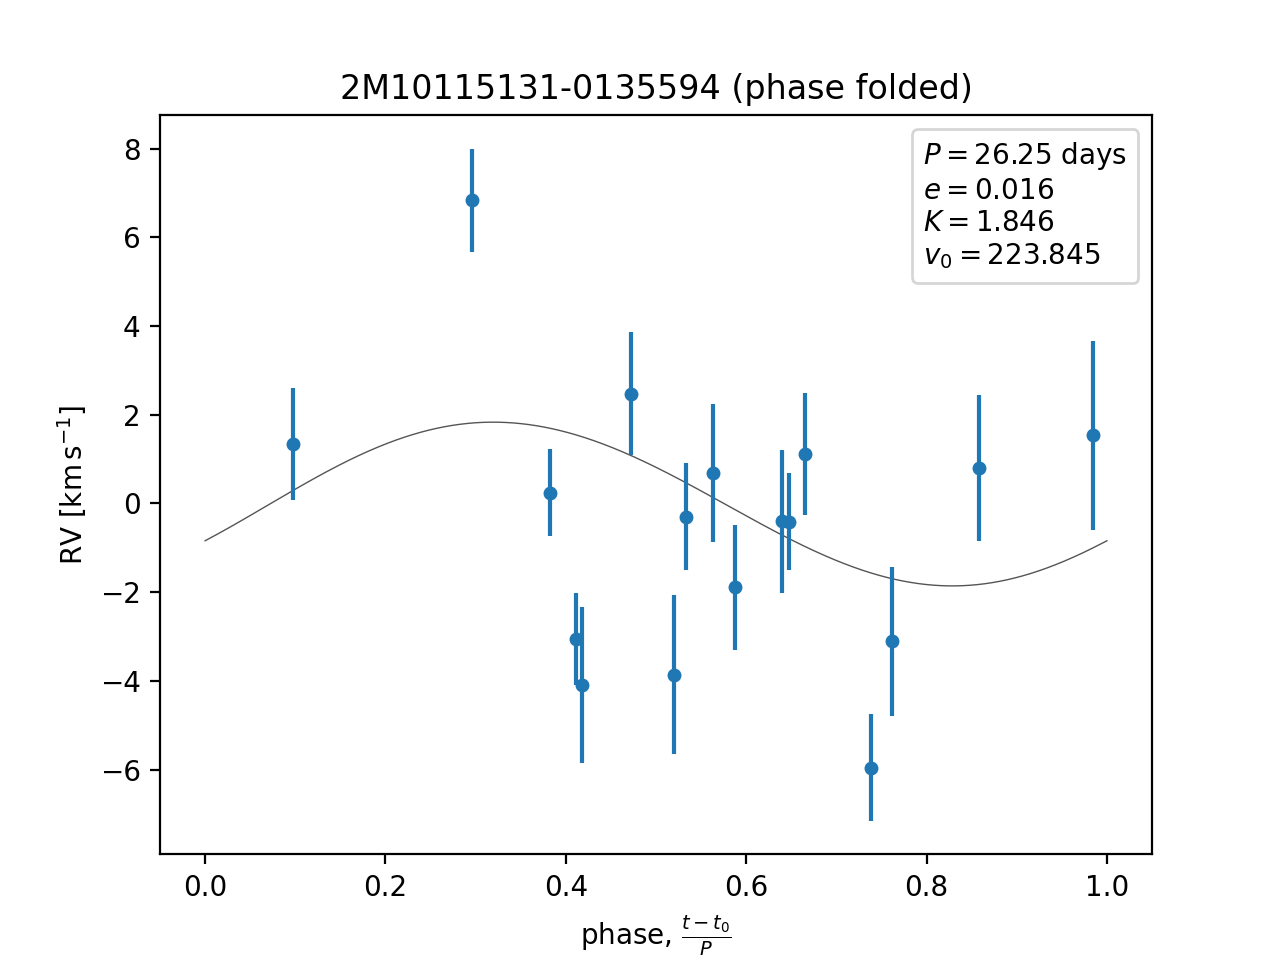 2M10115131-0135594 (phase folded)
P = 26.25 days
e = 0.016
K = 1.846
v₀ = 223.845
8
6
4
2
0
−2
−4
−6
RV [km s⁻¹]
0.0 0.2 0.4 0.6 0.8 1.0
phase, (t − t₀)/P